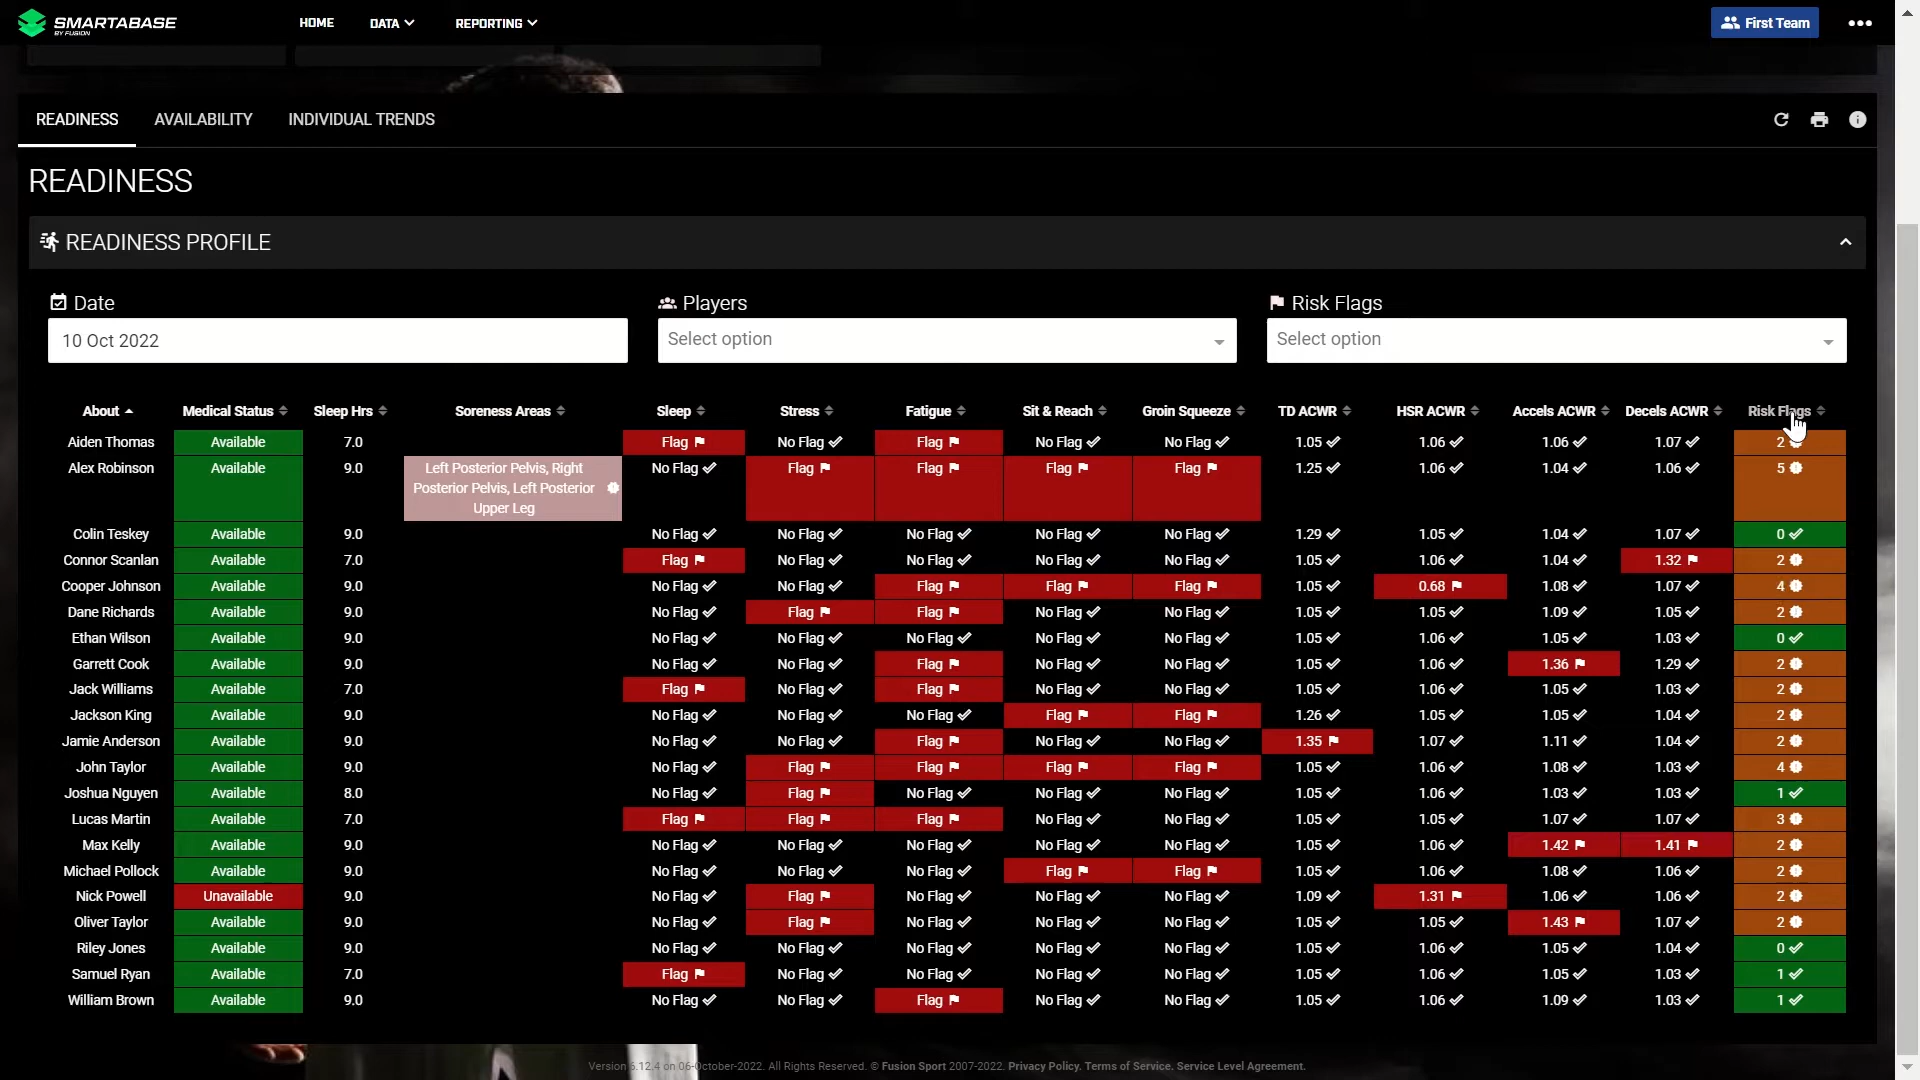 SMARTABASE
BY FUSION
HOME
DATA
REPORTING
First Team
READINESS
AVAILABILITY
INDIVIDUAL TRENDS
READINESS
READINESS PROFILE
Date
Players
Risk Flags
10 Oct 2022
Select option
Select option
About Medical Status Sleep Hrs Soreness Areas Sleep Stress Fatigue Sit & Reach Groin Squeeze TD ACWR HSR ACWR Accels ACWR Decels ACWR Risk Flags
Aiden Thomas Available 7.0 Flag No Flag Flag No Flag No Flag 1.05 1.06 1.06 1.07 2
Alex Robinson Available 9.0 Left Posterior Pelvis, Right No Flag Flag Flag Flag Flag 1.25 1.06 1.04 1.06 5
Posterior Pelvis, Left Posterior
Upper Leg
Colin Teskey Available 9.0 No Flag No Flag No Flag No Flag No Flag 1.29 1.05 1.04 1.07 0
Connor Scanlan Available 7.0 Flag No Flag No Flag No Flag No Flag 1.05 1.06 1.04 1.32 2
Cooper Johnson Available 9.0 No Flag No Flag Flag Flag Flag 1.05 0.68 1.08 1.07 4
Dane Richards Available 9.0 No Flag Flag Flag No Flag No Flag 1.05 1.05 1.09 1.05 2
Ethan Wilson Available 9.0 No Flag No Flag No Flag No Flag No Flag 1.05 1.06 1.05 1.03 0
Garrett Cook Available 9.0 No Flag No Flag Flag No Flag No Flag 1.05 1.06 1.36 1.29 2
Jack Williams Available 7.0 Flag No Flag Flag No Flag No Flag 1.05 1.06 1.05 1.03 2
Jackson King Available 9.0 No Flag No Flag No Flag Flag Flag 1.26 1.05 1.05 1.04 2
Jamie Anderson Available 9.0 No Flag No Flag Flag No Flag No Flag 1.35 1.07 1.11 1.04 2
John Taylor Available 9.0 No Flag Flag Flag Flag Flag 1.05 1.06 1.08 1.03 4
Joshua Nguyen Available 8.0 No Flag Flag No Flag No Flag No Flag 1.05 1.06 1.03 1.03 1
Lucas Martin Available 7.0 Flag Flag Flag No Flag No Flag 1.05 1.05 1.07 1.07 3
Max Kelly Available 9.0 No Flag No Flag No Flag No Flag No Flag 1.05 1.06 1.42 1.41 2
Michael Pollock Available 9.0 No Flag No Flag No Flag Flag Flag 1.05 1.06 1.08 1.06 2
Nick Powell Unavailable 9.0 No Flag Flag No Flag No Flag No Flag 1.09 1.31 1.06 1.06 2
Oliver Taylor Available 9.0 No Flag Flag No Flag No Flag No Flag 1.05 1.05 1.43 1.07 2
Riley Jones Available 9.0 No Flag No Flag No Flag No Flag No Flag 1.05 1.06 1.05 1.04 0
Samuel Ryan Available 7.0 Flag No Flag No Flag No Flag No Flag 1.05 1.06 1.05 1.03 1
William Brown Available 9.0 No Flag No Flag Flag No Flag No Flag 1.05 1.06 1.09 1.03 1
Version 6.12.4 on 06-October-2022. All Rights Reserved. © Fusion Sport 2007-2022. Privacy Policy. Terms of Service. Service Level Agreement.